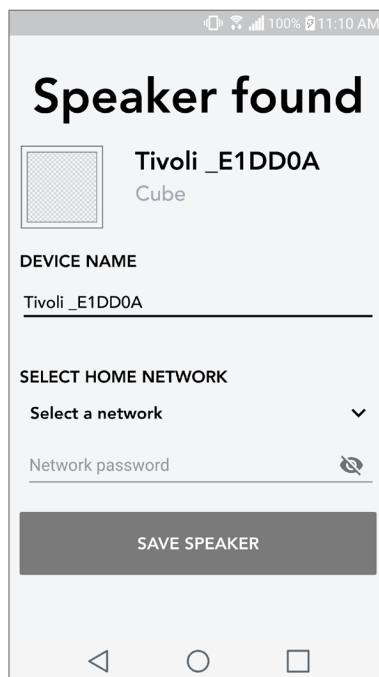 100% 11:10 AM
Speaker found
Tivoli _E1DD0A
Cube
DEVICE NAME
Tivoli _E1DD0A
SELECT HOME NETWORK
Select a network
Network password
SAVE SPEAKER